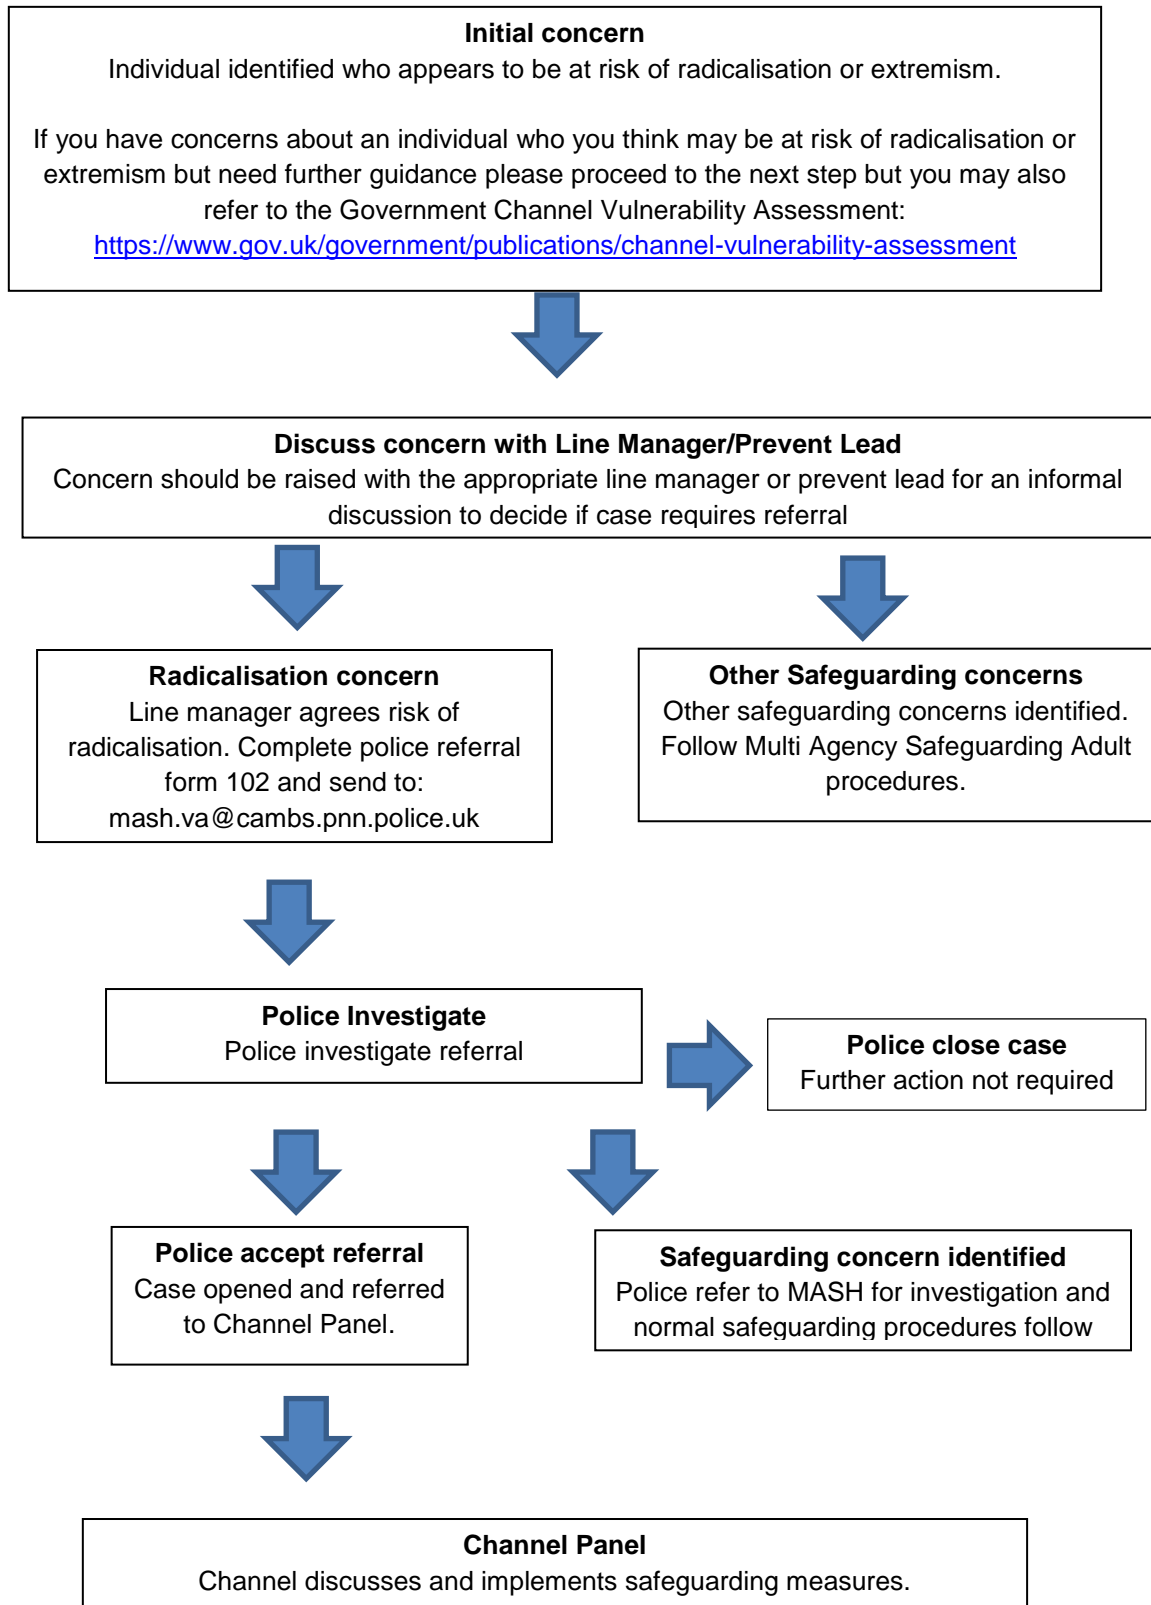 Initial concern
Individual identified who appears to be at risk of radicalisation or extremism.
If you have concerns about an individual who you think may be at risk of radicalisation or
extremism but need further guidance please proceed to the next step but you may also
refer to the Government Channel Vulnerability Assessment:
https://www.gov.uk/government/publications/channel-vulnerability-assessment
Discuss concern with Line Manager/Prevent Lead
Concern should be raised with the appropriate line manager or prevent lead for an informal
discussion to decide if case requires referral
Radicalisation concern
Line manager agrees risk of
radicalisation. Complete police referral
form 102 and send to:
mash.va@cambs.pnn.police.uk
Other Safeguarding concerns
Other safeguarding concerns identified.
Follow Multi Agency Safeguarding Adult
procedures.
Police Investigate
Police investigate referral
Police close case
Further action not required
Police accept referral
Case opened and referred
to Channel Panel.
Safeguarding concern identified
Police refer to MASH for investigation and
normal safeguarding procedures follow
Channel Panel
Channel discusses and implements safeguarding measures.